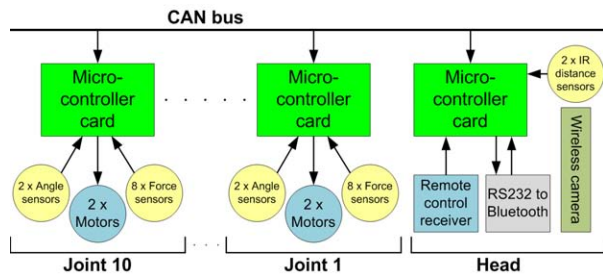 CAN bus
Micro-
controller
card
Micro-
controller
card
Micro-
controller
card
2 x IR
distance
sensors
2 x Angle
sensors
2 x
Motors
8 x Force
sensors
2 x Angle
sensors
2 x
Motors
8 x Force
sensors
Remote
control
receiver
RS232 to
Bluetooth
Wireless
camera
Joint 10
Joint 1
Head